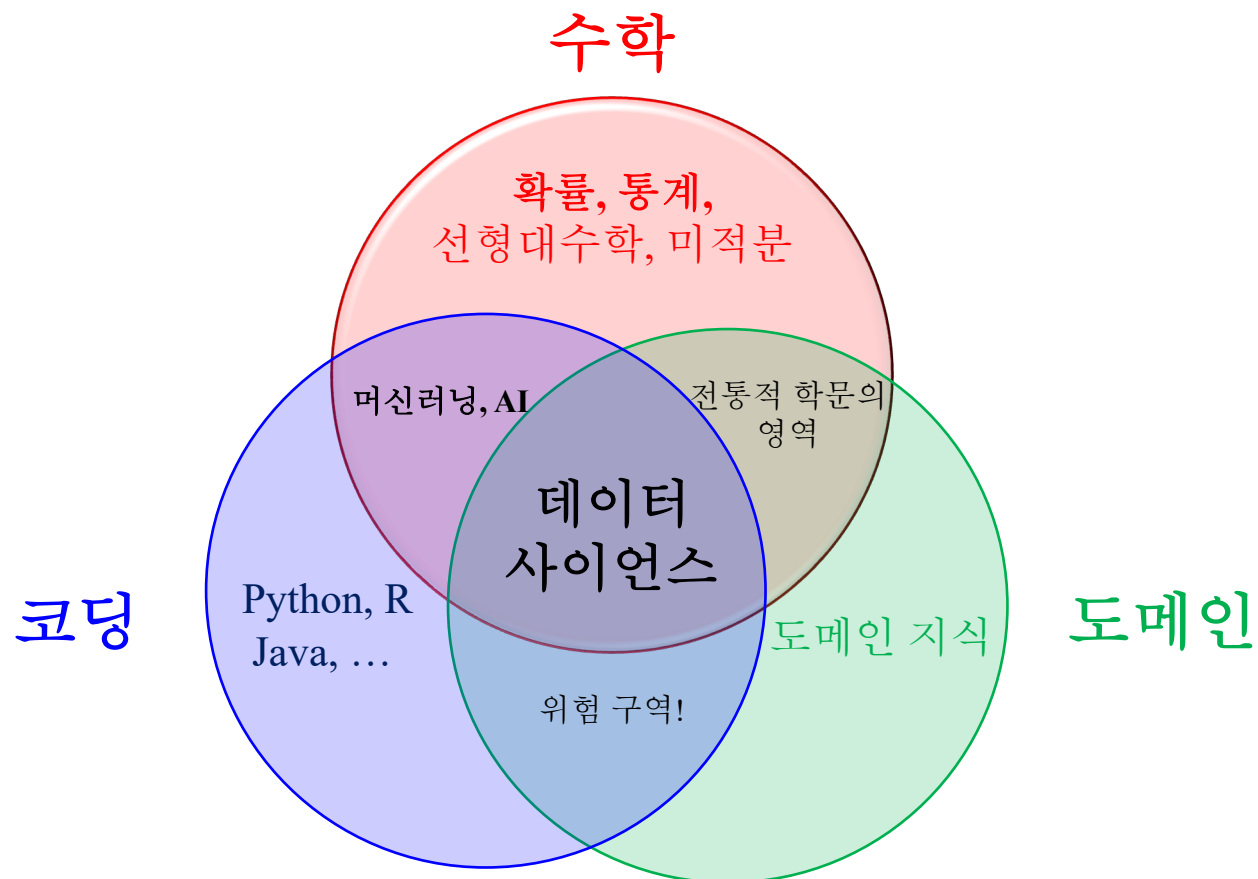 수학
확률, 통계,
선형대수학, 미적분
머신러닝, AI
전통적 학문의
영역
데이터
사이언스
코딩
Python, R
Java, …
도메인 지식
도메인
위험 구역!